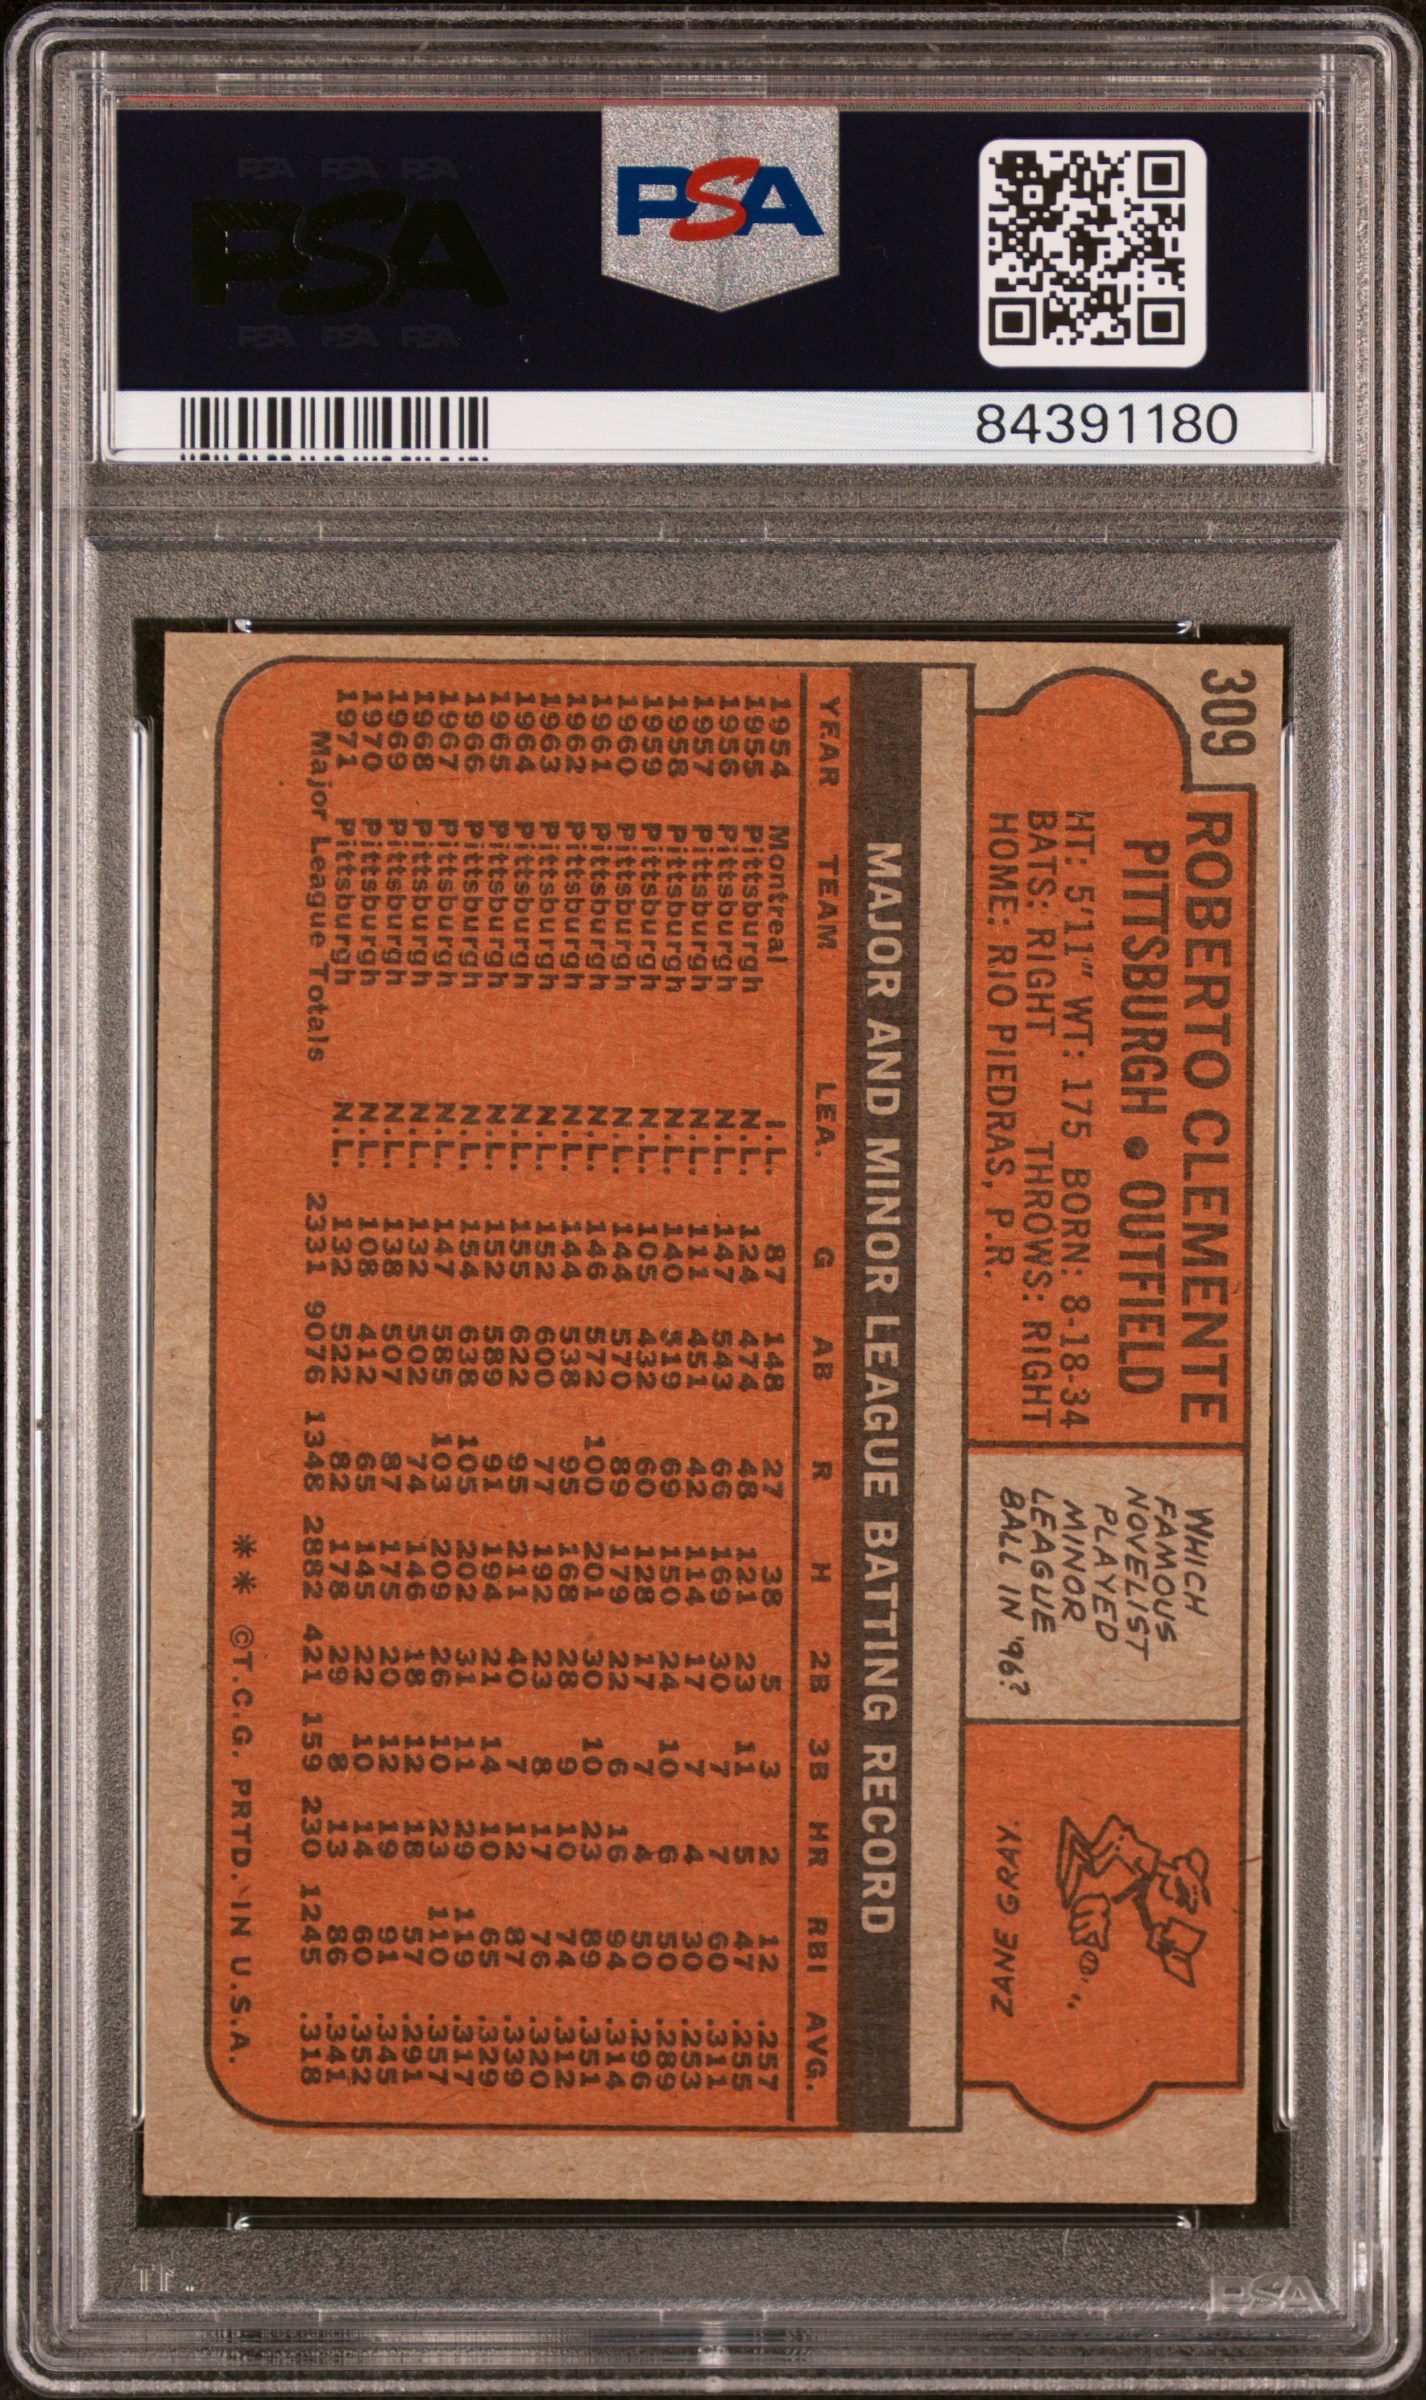 PSA PSA PSA
PSA
PSA PSA PSA
PSA
84391180
309
ROBERTO CLEMENTE
PITTSBURGH • OUTFIELD
HT: 5'11" WT: 175 BORN: 8-18-34
BATS: RIGHT THROWS: RIGHT
HOME: RIO PIEDRAS, P.R.
WHICH
FAMOUS
NOVELIST
PLAYED
MINOR
LEAGUE
BALL IN '96?
ZANE GRAY.
MAJOR AND MINOR LEAGUE BATTING RECORD
YEAR TEAM LEA. G AB R H 2B 3B HR RBI AVG.
1954 Montreal I.L. 87 148 27 38 5 3 2 12 .257
1955 Pittsburgh N.L. 124 474 48 121 23 11 5 47 .255
1956 Pittsburgh N.L. 147 543 66 169 30 7 7 60 .311
1957 Pittsburgh N.L. 111 451 42 114 17 7 4 30 .253
1958 Pittsburgh N.L. 140 519 69 150 24 10 6 50 .289
1959 Pittsburgh N.L. 105 432 60 128 17 7 4 50 .296
1960 Pittsburgh N.L. 144 570 89 179 22 6 16 94 .314
1961 Pittsburgh N.L. 146 572 100 201 30 10 23 89 .351
1962 Pittsburgh N.L. 144 538 95 168 28 9 10 74 .312
1963 Pittsburgh N.L. 152 600 77 192 23 8 17 76 .320
1964 Pittsburgh N.L. 155 622 95 211 40 7 12 87 .339
1965 Pittsburgh N.L. 152 589 91 194 21 14 10 65 .329
1966 Pittsburgh N.L. 154 638 105 202 31 11 29 119 .317
1967 Pittsburgh N.L. 147 585 103 209 26 10 23 110 .357
1968 Pittsburgh N.L. 132 502 74 146 18 12 18 57 .291
1969 Pittsburgh N.L. 138 507 87 175 20 12 19 91 .345
1970 Pittsburgh N.L. 108 412 65 145 22 10 14 60 .352
1971 Pittsburgh N.L. 132 522 82 178 29 8 13 86 .341
Major League Totals 2331 9076 1348 2882 421 159 230 1245 .318
** ©T.C.G. PRTD. IN U.S.A.
PSA